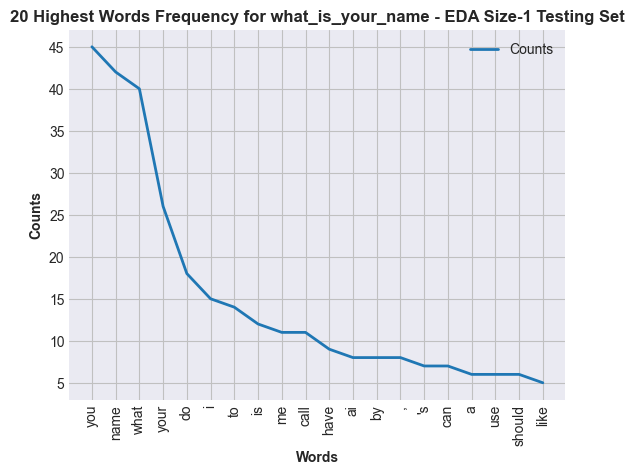 20 Highest Words Frequency for what_is_your_name - EDA Size-1 Testing Set
Counts
45
40
35
30
25
20
15
10
5
Counts
you
name
what
your
do
i
to
is
me
call
have
ai
by
,
's
can
a
use
should
like
Words